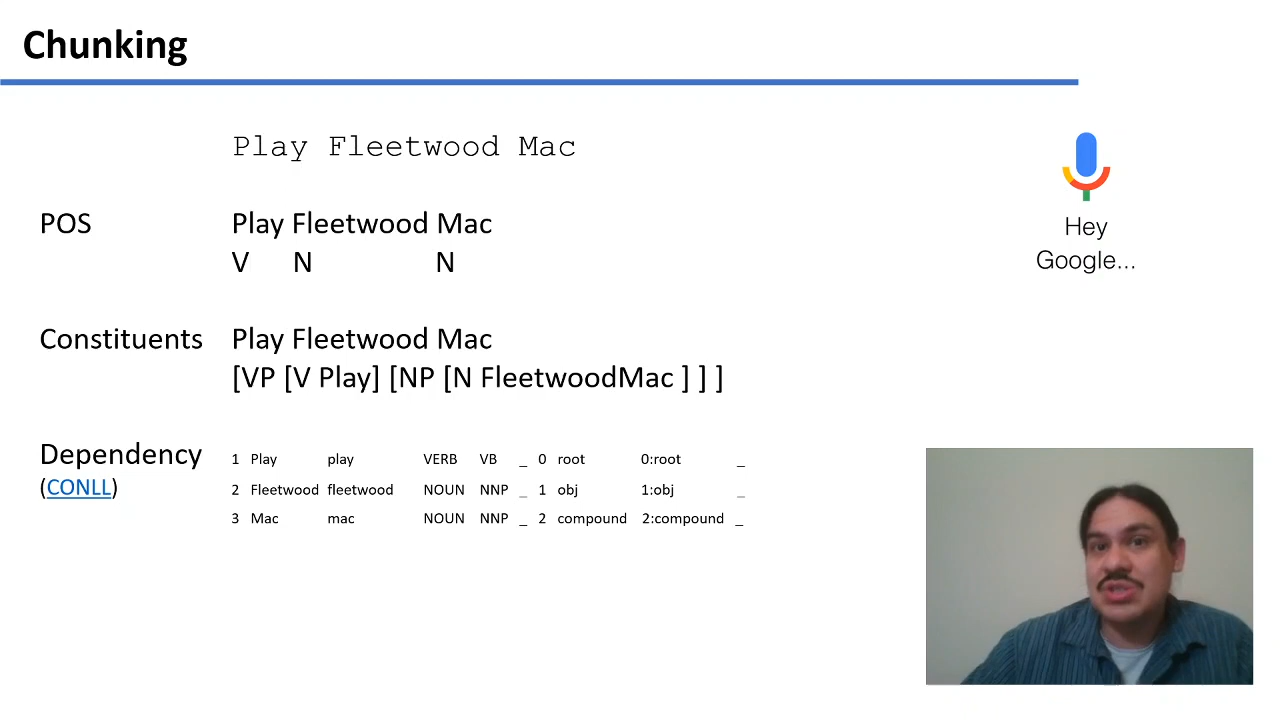 Chunking
Play Fleetwood Mac
Hey
Google...
POS Play Fleetwood Mac
V N N
Constituents Play Fleetwood Mac
[VP [V Play] [NP [N FleetwoodMac ] ] ]
Dependency
(CONLL)
1 Play play VERB VB _ 0 root 0:root _
2 Fleetwood fleetwood NOUN NNP _ 1 obj 1:obj _
3 Mac mac NOUN NNP _ 2 compound 2:compound _